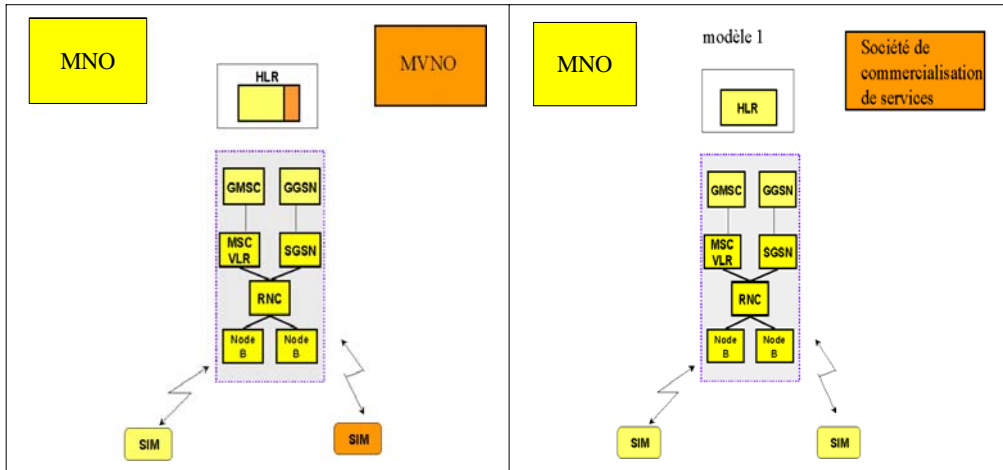 MNO
MVNO
HLR
GMSC
GGSN
MSC
VLR
SGSN
RNC
Node
B
Node
B
SIM
SIM
MNO
modèle 1
Société de
commercialisation
de services
HLR
GMSC
GGSN
MSC
VLR
SGSN
RNC
Node
B
Node
B
SIM
SIM